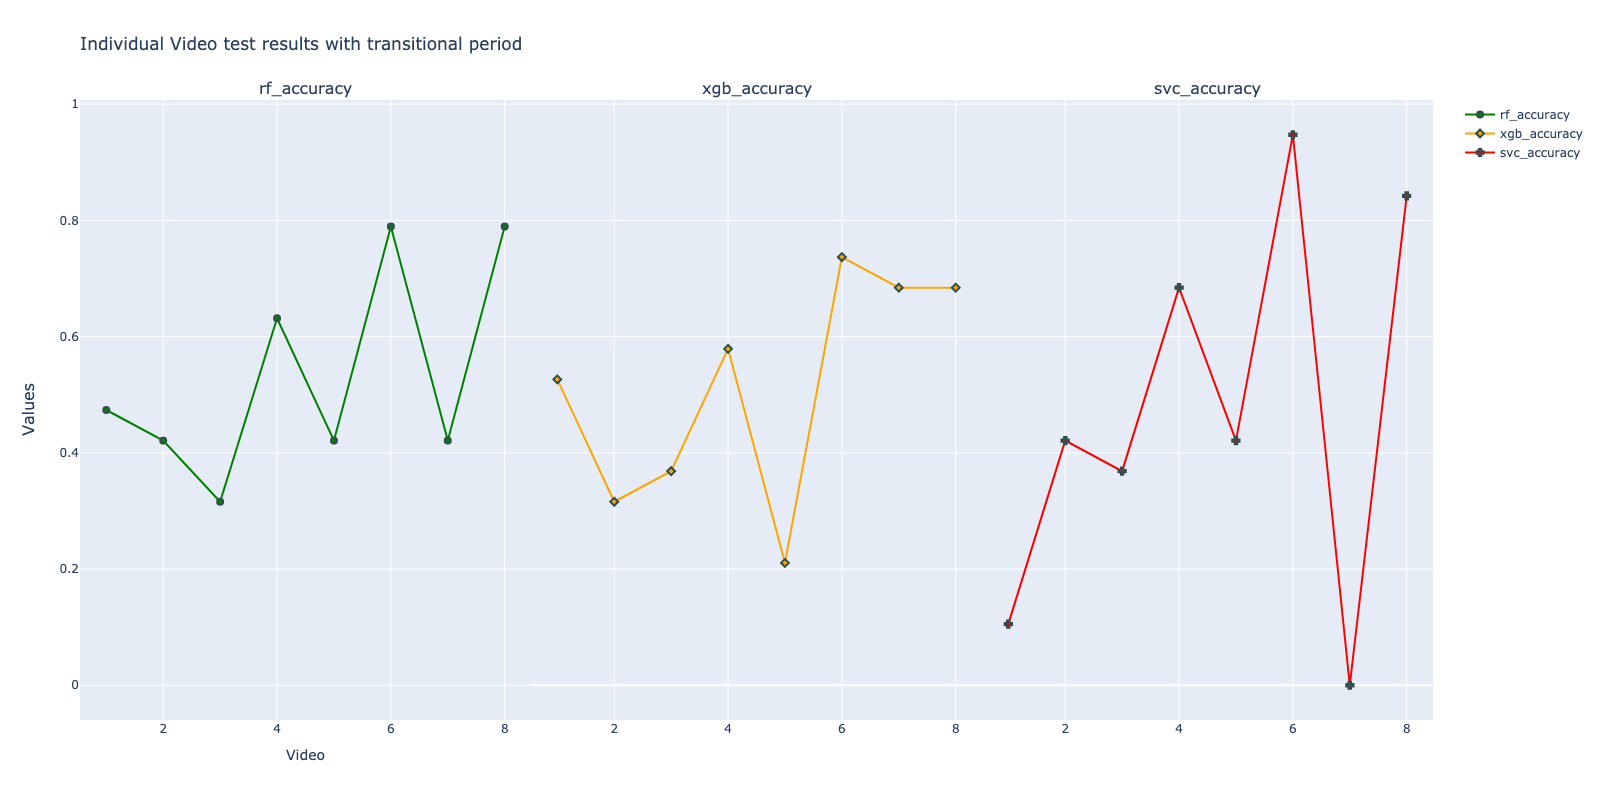 Individual Video test results with transitional period
rf_accuracy
xgb_accuracy
svc_accuracy
rf_accuracy
xgb_accuracy
svc_accuracy
Values
1
0.8
0.6
0.4
0.2
0
2 4 6 8
2 4 6 8
2 4 6 8
Video